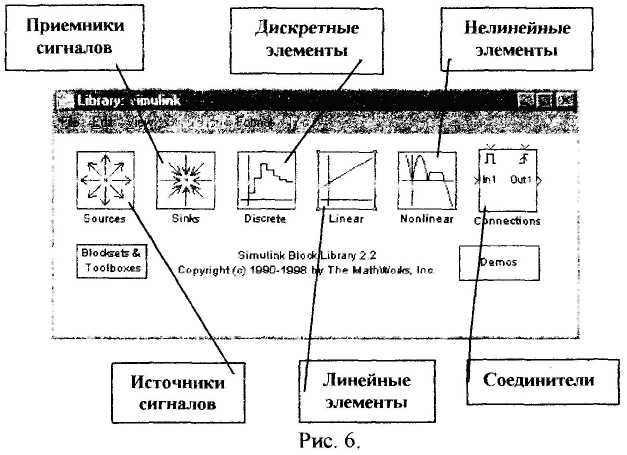 Приемники
сигналов
Дискретные
элементы
Нелинейные
элементы
Library: simulink
In1 Out1
Sources Sinks Discrete Linear Nonlinear Connections
Blocksets &
Toolboxes
Simulink Block Library 2.2
Copyright (c) 1990-1998 by The MathWorks, Inc.
Demos
Источники
сигналов
Линейные
элементы
Соединители
Рис. 6.